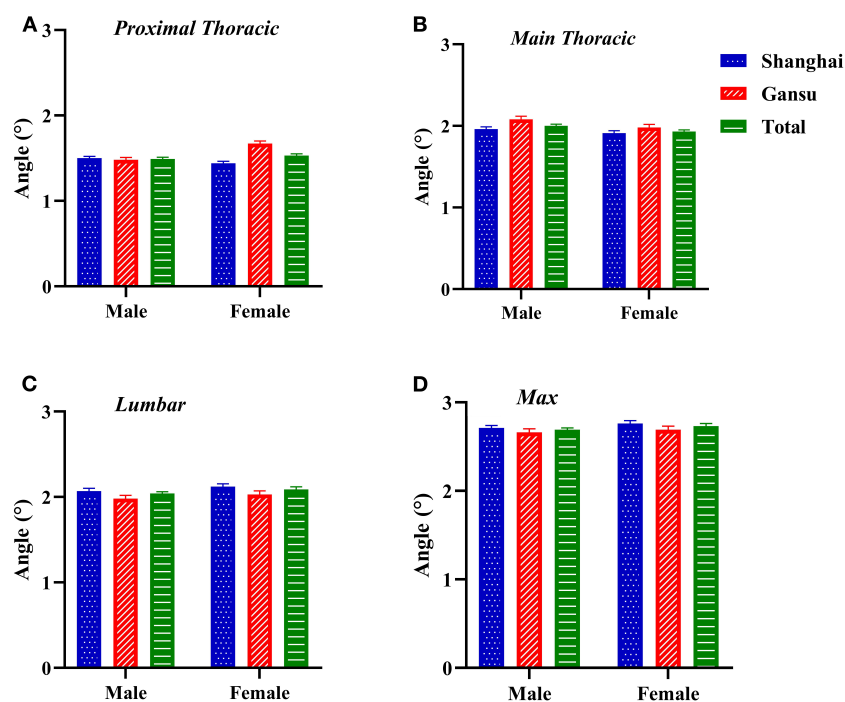 A
Proximal Thoracic
3
2
1
0
Angle (°)
Male
Female
B
Main Thoracic
3
2
1
0
Angle (°)
Male
Female
Shanghai
Gansu
Total
C
Lumbar
3
2
1
0
Angle (°)
Male
Female
D
Max
3
2
1
0
Angle (°)
Male
Female